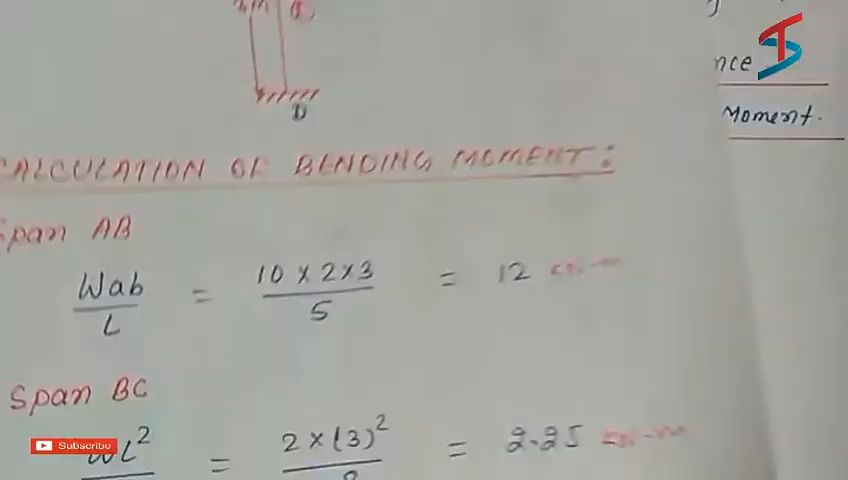 D
nce
Moment.
CALCULATION OF BENDING MOMENT:
Span AB
Wab/L = 10 x 2 x 3/5 = 12
Span BC
Subscribe
wL² = 2 x (3)² = 2.25